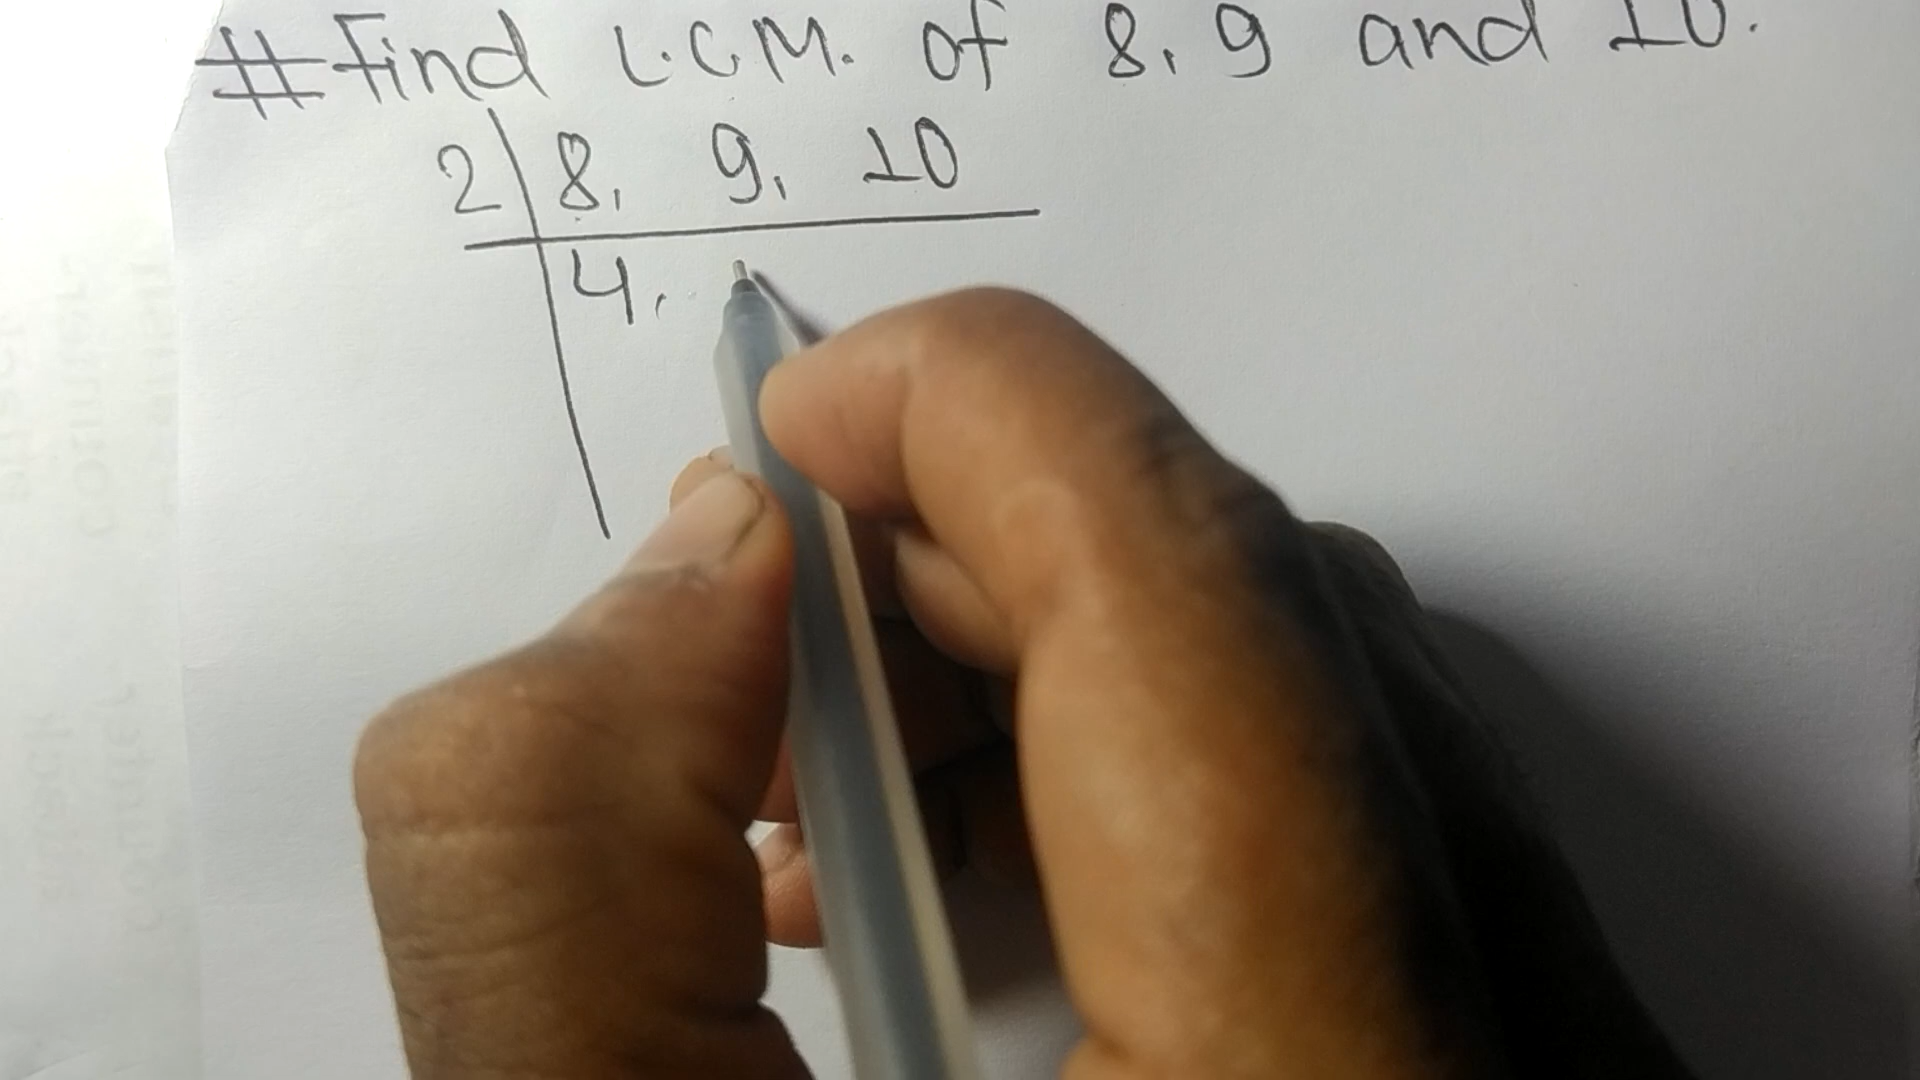 # Find L.C.M. of 8, 9 and 10.
2 | 8, 9, 10
4,